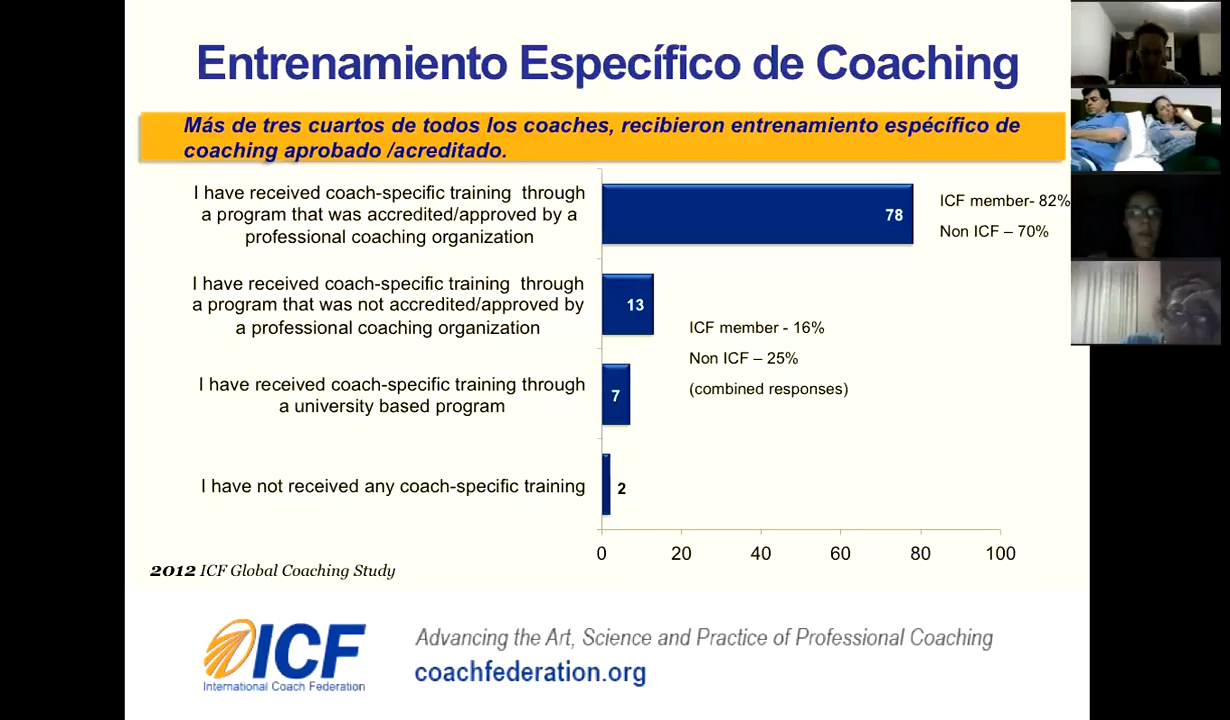 Entrenamiento Específico de Coaching
Más de tres cuartos de todos los coaches, recibieron entrenamiento espécífico de
coaching aprobado /acreditado.
I have received coach-specific training through
a program that was accredited/approved by a
professional coaching organization
78
ICF member- 82%
Non ICF – 70%
I have received coach-specific training through
a program that was not accredited/approved by
a professional coaching organization
13
ICF member - 16%
Non ICF – 25%
(combined responses)
I have received coach-specific training through
a university based program
7
I have not received any coach-specific training
2
0 20 40 60 80 100
2012 ICF Global Coaching Study
ICF
International Coach Federation
Advancing the Art, Science and Practice of Professional Coaching
coachfederation.org